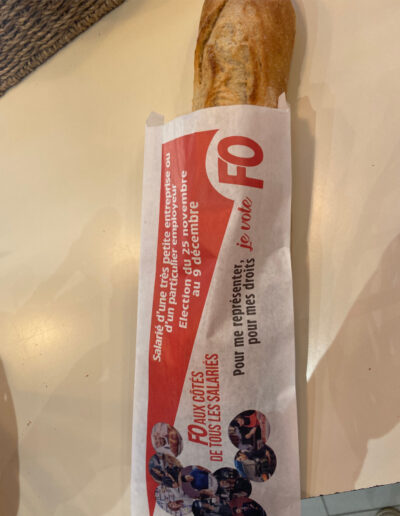 Salarié d'une très petite entreprise ou
d'un particulier employeur
Election du 25 novembre
au 9 décembre
FO
Pour me représenter,
pour mes droits je vote
FO AUX CÔTÉS
DE TOUS LES SALARIÉS